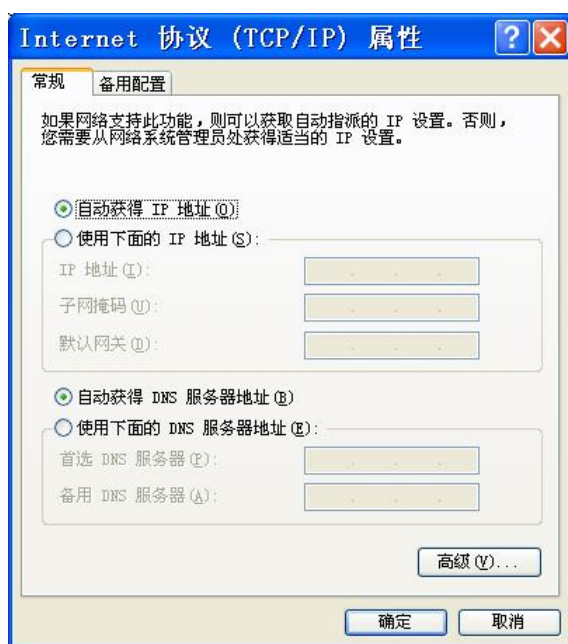 Internet 协议 (TCP/IP) 属性
常规 备用配置
如果网络支持此功能，则可以获取自动指派的 IP 设置。否则，
您需要从网络系统管理员处获得适当的 IP 设置。
自动获得 IP 地址(O)
使用下面的 IP 地址(S):
IP 地址(I):
子网掩码(U):
默认网关(D):
自动获得 DNS 服务器地址(B)
使用下面的 DNS 服务器地址(E):
首选 DNS 服务器(P):
备用 DNS 服务器(A):
高级(V)...
确定 取消